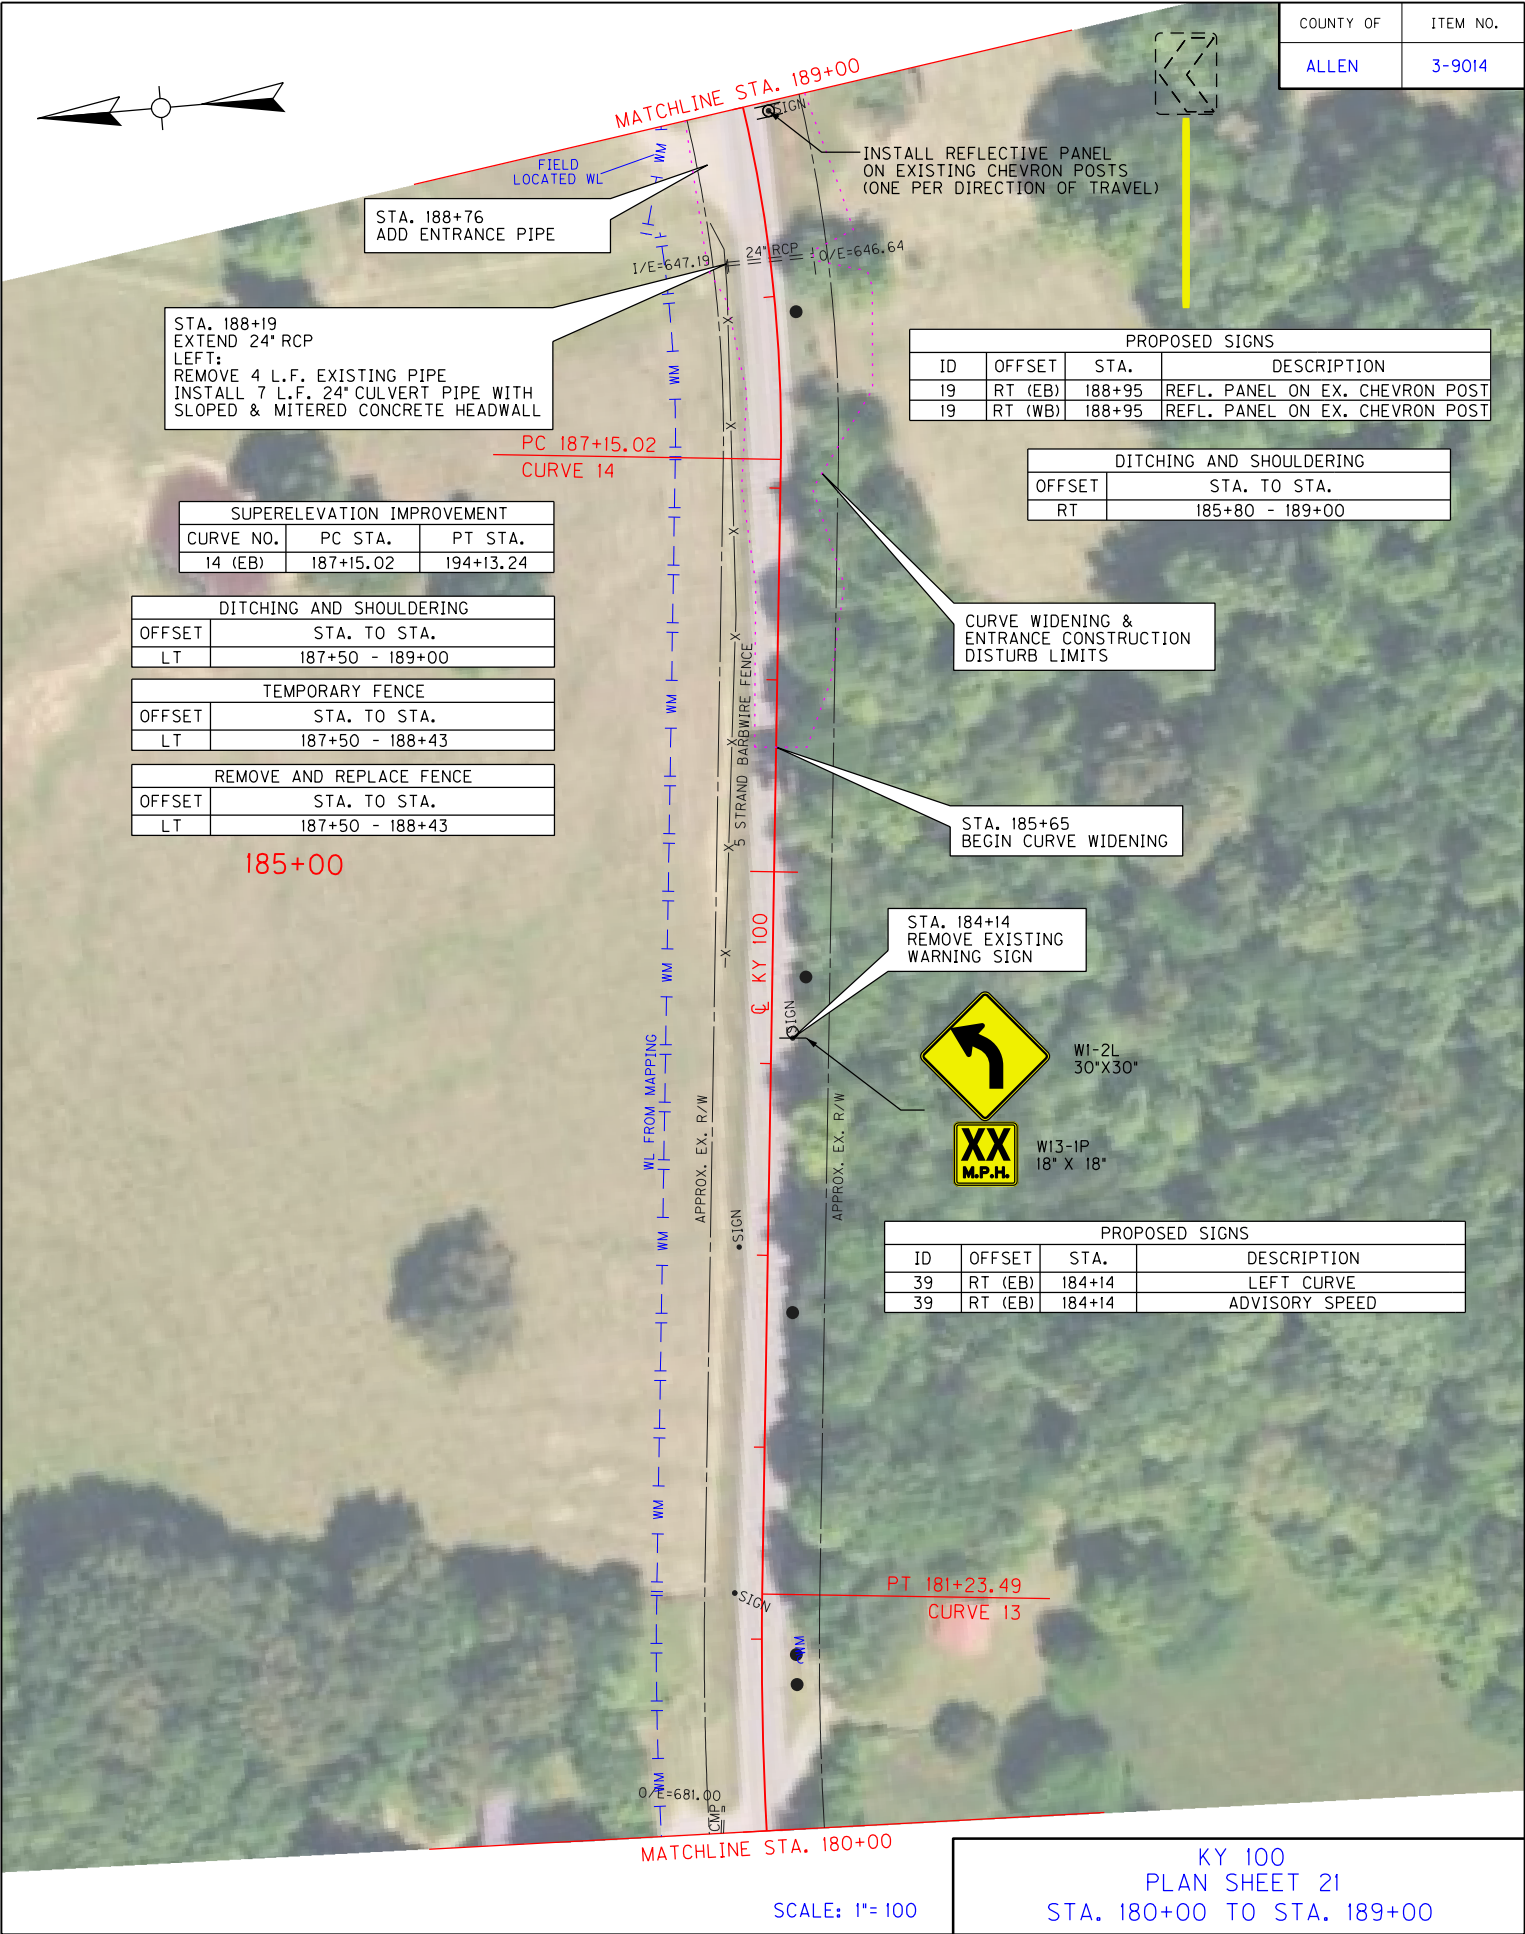 COUNTY OF
ITEM NO.
ALLEN
3-9014
MATCHLINE STA. 189+00
SIGN
FIELD
LOCATED WL
WM
INSTALL REFLECTIVE PANEL
ON EXISTING CHEVRON POSTS
(ONE PER DIRECTION OF TRAVEL)
STA. 188+76
ADD ENTRANCE PIPE
I/E=647.19
24" RCP
O/E=646.64
STA. 188+19
EXTEND 24" RCP
LEFT:
REMOVE 4 L.F. EXISTING PIPE
INSTALL 7 L.F. 24" CULVERT PIPE WITH
SLOPED & MITERED CONCRETE HEADWALL
X
WM
PROPOSED SIGNS
ID OFFSET STA. DESCRIPTION
19 RT (EB) 188+95 REFL. PANEL ON EX. CHEVRON POST
19 RT (WB) 188+95 REFL. PANEL ON EX. CHEVRON POST
X
PC 187+15.02
CURVE 14
DITCHING AND SHOULDERING
OFFSET STA. TO STA.
RT 185+80 - 189+00
SUPERELEVATION IMPROVEMENT
CURVE NO. PC STA. PT STA.
14 (EB) 187+15.02 194+13.24
X
DITCHING AND SHOULDERING
OFFSET STA. TO STA.
LT 187+50 - 189+00
CURVE WIDENING &
ENTRANCE CONSTRUCTION
DISTURB LIMITS
X
TEMPORARY FENCE
OFFSET STA. TO STA.
LT 187+50 - 188+43
WM
X
5 STRAND BARBWIRE FENCE
REMOVE AND REPLACE FENCE
OFFSET STA. TO STA.
LT 187+50 - 188+43
STA. 185+65
BEGIN CURVE WIDENING
X
185+00
STA. 184+14
REMOVE EXISTING
WARNING SIGN
X
WM
℄ KY 100
SIGN
W1-2L
30"X30"
WL FROM MAPPING
APPROX. EX. R/W
APPROX. EX. R/W
XX
M.P.H.
W13-1P
18" X 18"
SIGN
WM
PROPOSED SIGNS
ID OFFSET STA. DESCRIPTION
39 RT (EB) 184+14 LEFT CURVE
39 RT (EB) 184+14 ADVISORY SPEED
WM
SIGN
PT 181+23.49
CURVE 13
WM
WM
O/E=681.00
CMP
MATCHLINE STA. 180+00
SCALE: 1"= 100
KY 100
PLAN SHEET 21
STA. 180+00 TO STA. 189+00